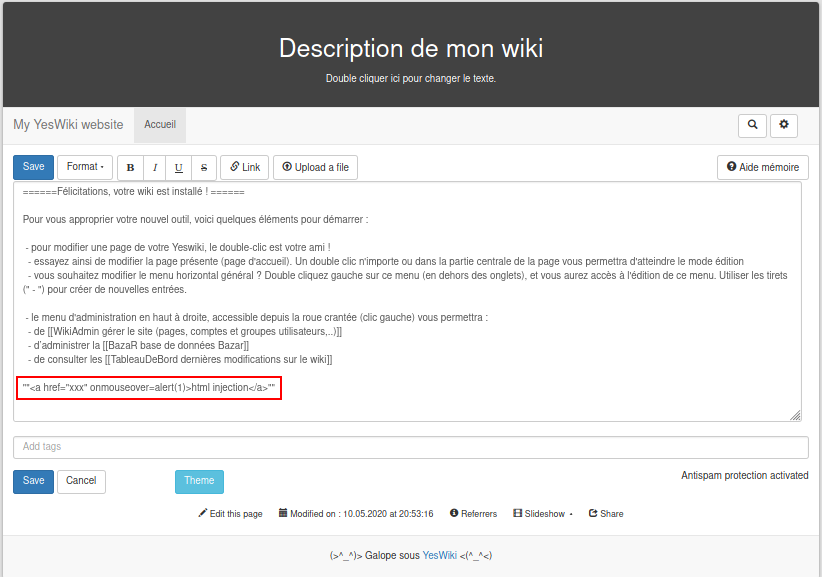 Description de mon wiki
Double cliquer ici pour changer le texte.
My YesWiki website Accueil
Save Format B I U S Link Upload a file Aide mémoire
======Félicitations, votre wiki est installé ! ======
Pour vous approprier votre nouvel outil, voici quelques éléments pour démarrer :
- pour modifier une page de votre Yeswiki, le double-clic est votre ami !
- essayez ainsi de modifier la page présente (page d'accueil). Un double clic n'importe ou dans la partie centrale de la page vous permettra d'atteindre le mode édition
- vous souhaitez modifier le menu horizontal général ? Double cliquez gauche sur ce menu (en dehors des onglets), et vous aurez accès à l'édition de ce menu. Utiliser les tirets
(" - ") pour créer de nouvelles entrées.
- le menu d'administration en haut à droite, accessible depuis la roue crantée (clic gauche) vous permettra :
- de [[WikiAdmin gérer le site (pages, comptes et groupes utilisateurs,..)]]
- d'administrer la [[BazaR base de données Bazar]]
- de consulter les [[TableauDeBord dernières modifications sur le wiki]]
""<a href="xxx" onmouseover=alert(1)>html injection</a>""
Add tags
Save Cancel Theme Antispam protection activated
Edit this page Modified on : 10.05.2020 at 20:53:16 Referrers Slideshow Share
(>^_^)> Galope sous YesWiki <(^_^<)